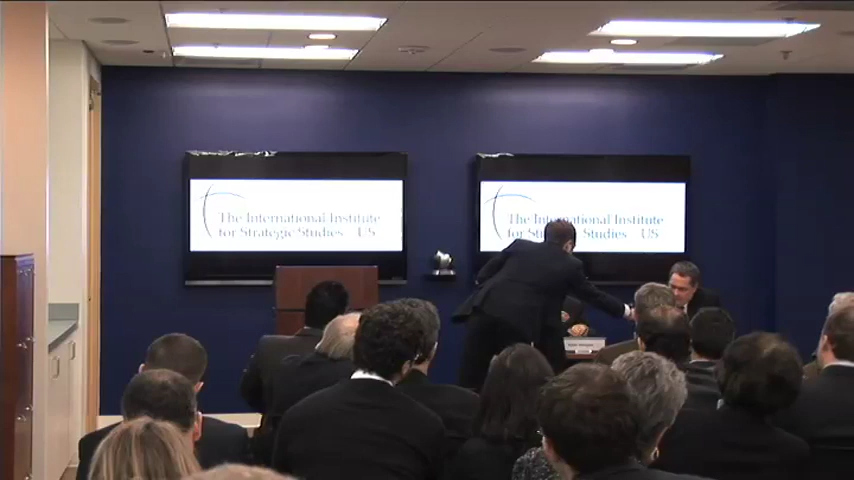 The International Institute
for Strategic Studies – US
The International Institute
for Strategic Studies – US